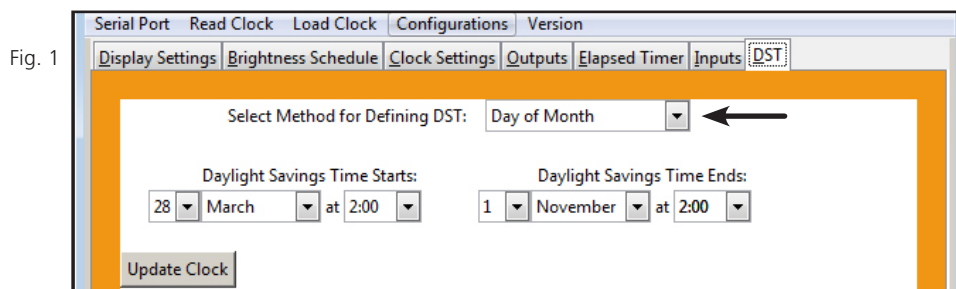 Serial Port Read Clock Load Clock Configurations Version
Fig. 1
Display Settings Brightness Schedule Clock Settings Outputs Elapsed Timer Inputs DST
Select Method for Defining DST: Day of Month
Daylight Savings Time Starts: Daylight Savings Time Ends:
28 March at 2:00 1 November at 2:00
Update Clock